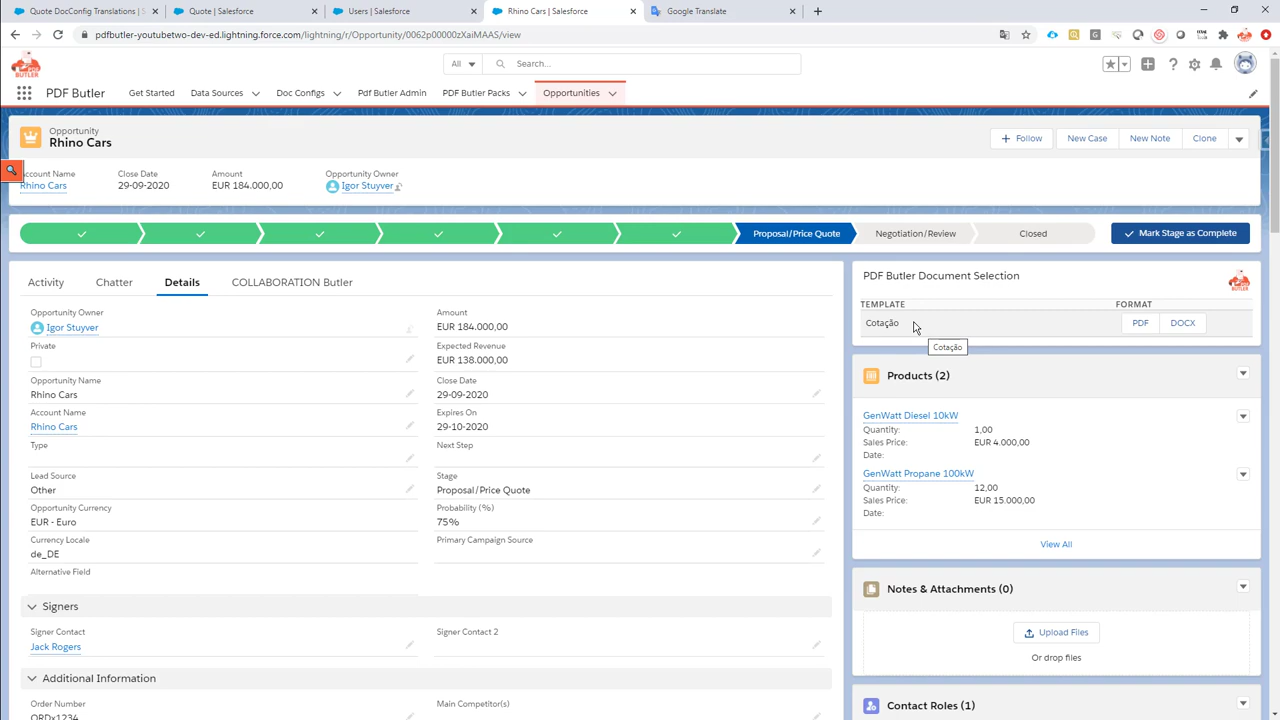 Quote DocConfig Translations | S
Quote | Salesforce
Users | Salesforce
Rhino Cars | Salesforce
Google Translate
pdfbutler-youtubetwo-dev-ed.lightning.force.com/lightning/r/Opportunity/0062p00000zXaiMAAS/view
BUTLER
All
Search...
PDF Butler
Get Started
Data Sources
Doc Configs
Pdf Butler Admin
PDF Butler Packs
Opportunities
Opportunity
Rhino Cars
+ Follow
New Case
New Note
Clone
Account Name
Close Date
Amount
Opportunity Owner
Rhino Cars
29-09-2020
EUR 184.000,00
Igor Stuyver
Proposal/Price Quote
Negotiation/Review
Closed
Mark Stage as Complete
Activity
Chatter
Details
COLLABORATION Butler
Opportunity Owner
Igor Stuyver
Amount
EUR 184.000,00
Private
Expected Revenue
EUR 138.000,00
Opportunity Name
Rhino Cars
Close Date
29-09-2020
Account Name
Rhino Cars
Expires On
29-10-2020
Type
Next Step
Lead Source
Other
Stage
Proposal/Price Quote
Opportunity Currency
EUR - Euro
Probability (%)
75%
Currency Locale
de_DE
Primary Campaign Source
Alternative Field
Signers
Signer Contact
Jack Rogers
Signer Contact 2
Additional Information
Order Number
ORDx1234
Main Competitor(s)
PDF Butler Document Selection
BUTLER
TEMPLATE
FORMAT
Cotação
PDF
DOCX
Cotação
Products (2)
GenWatt Diesel 10kW
Quantity:
1,00
Sales Price:
EUR 4.000,00
Date:
GenWatt Propane 100kW
Quantity:
12,00
Sales Price:
EUR 15.000,00
Date:
View All
Notes & Attachments (0)
Upload Files
Or drop files
Contact Roles (1)